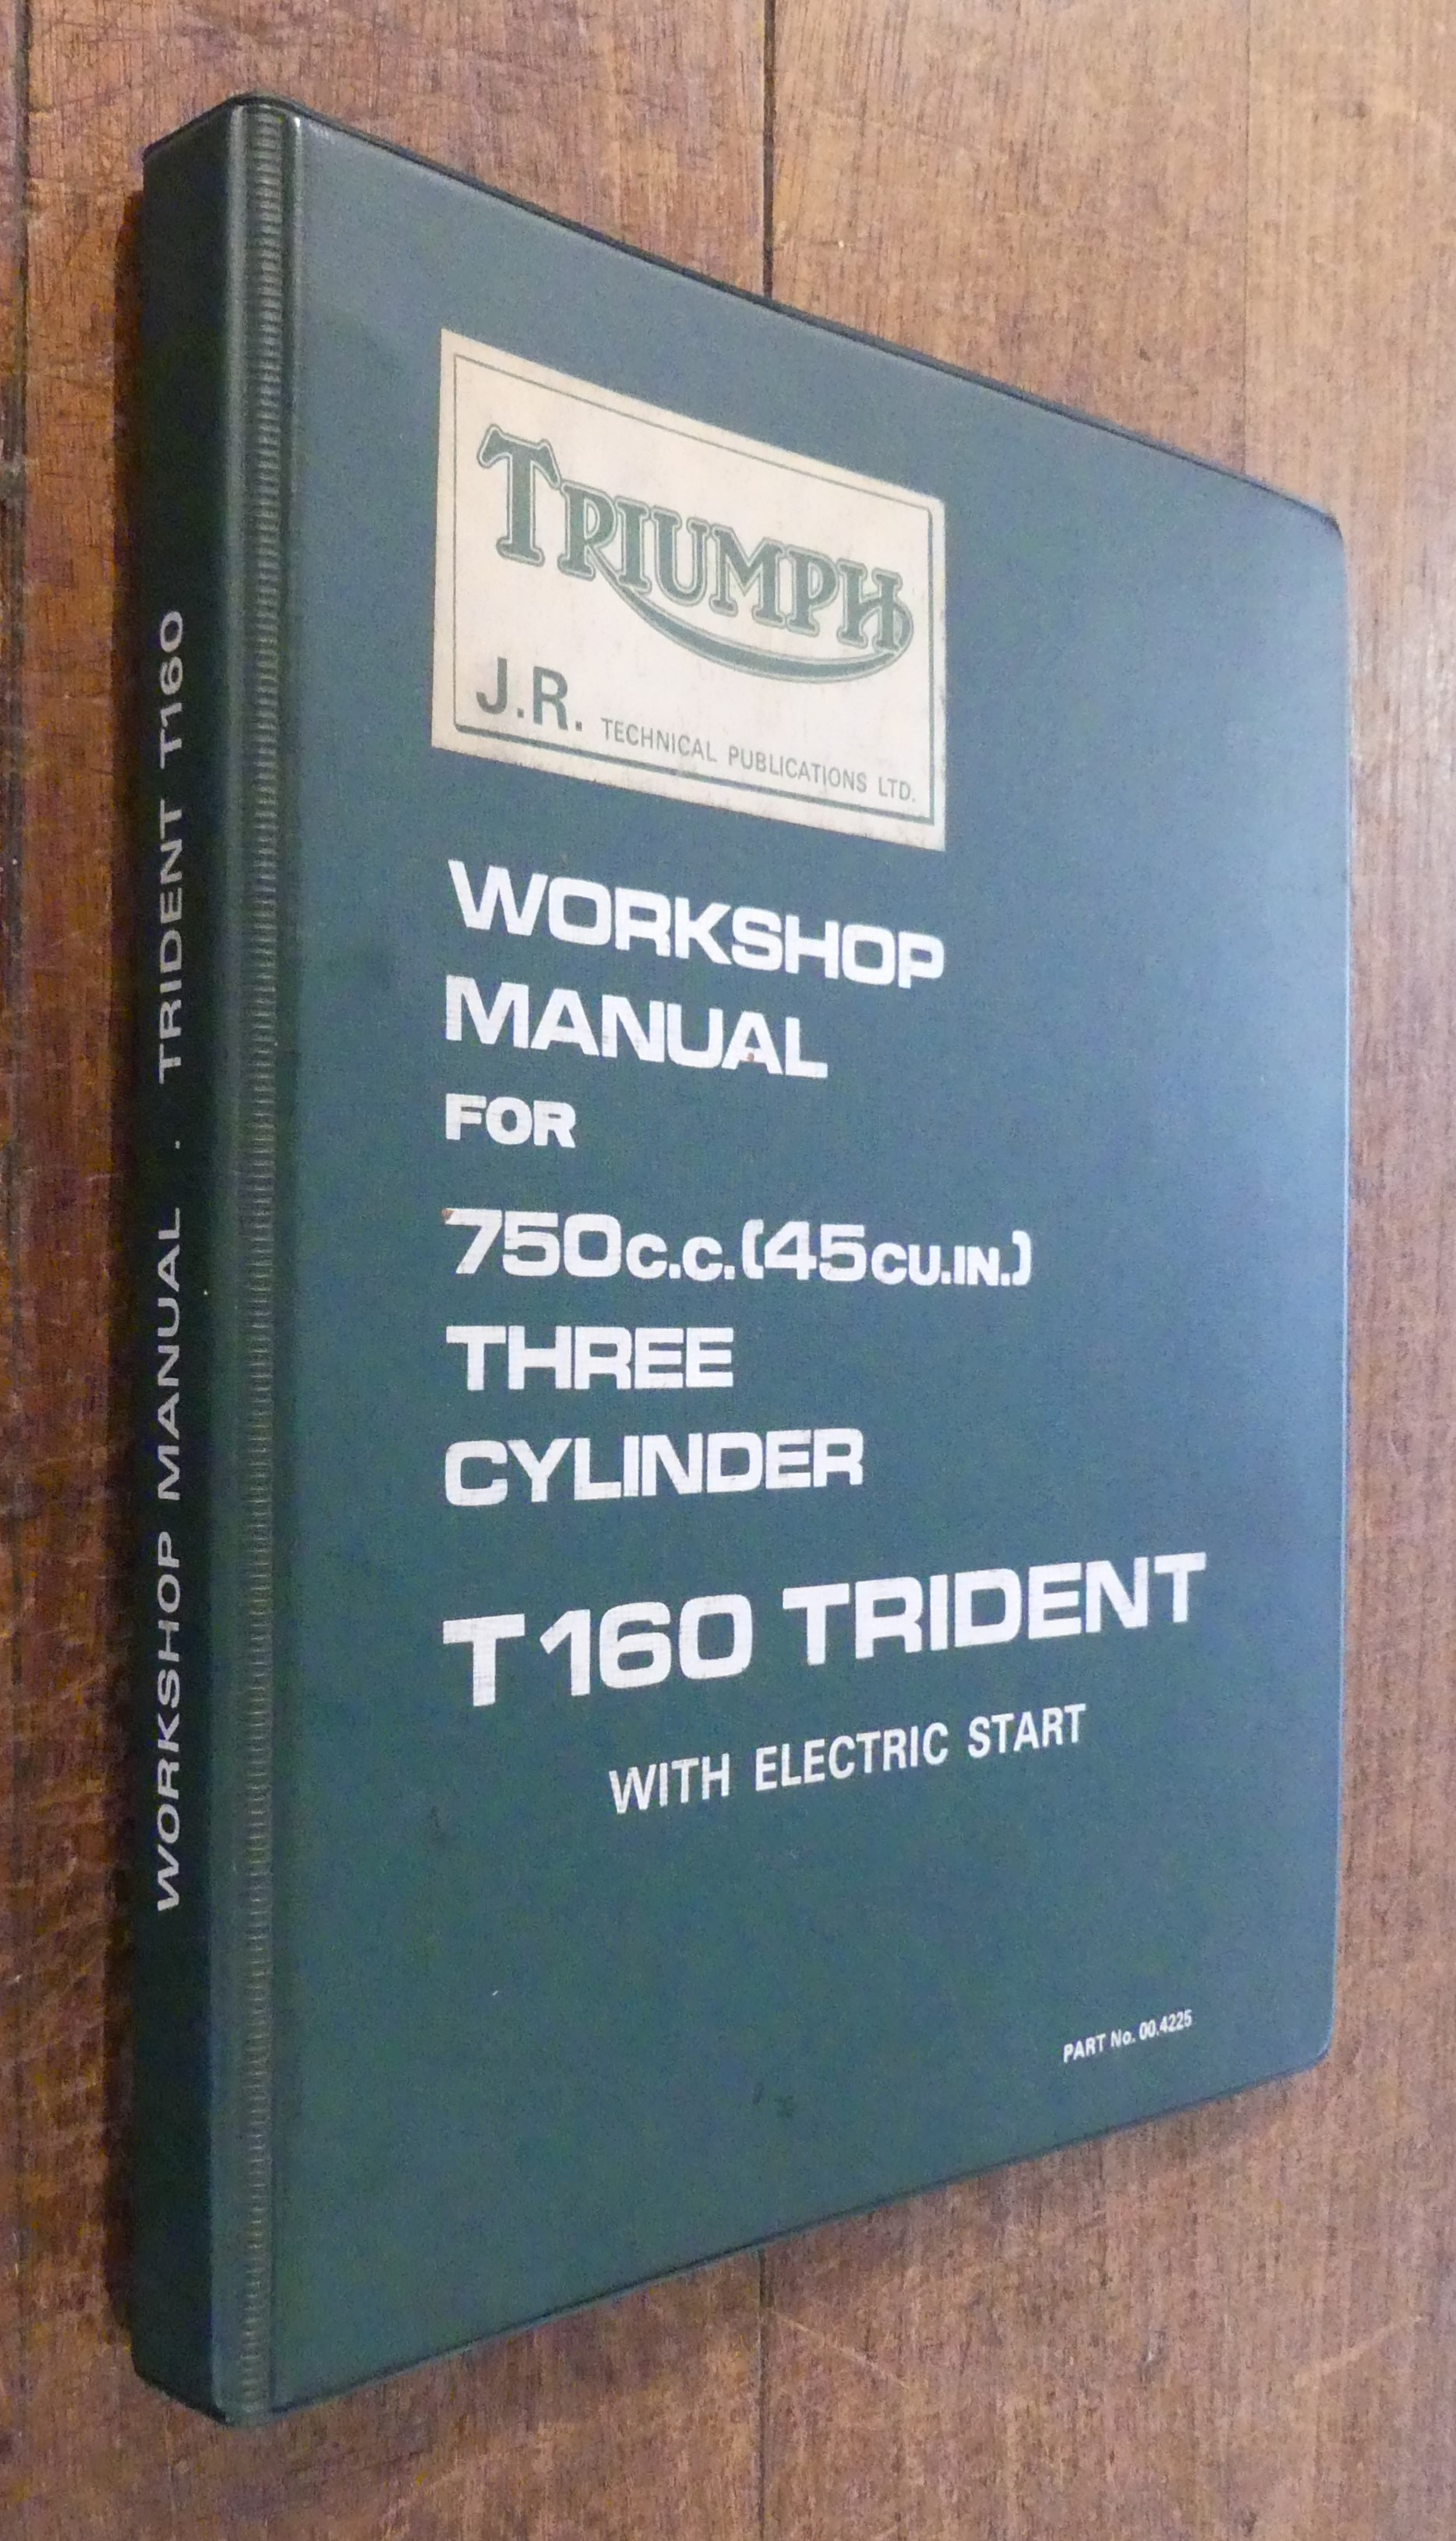 WORKSHOP MANUAL . TRIDENT T160
TRIUMPH
J.R. TECHNICAL PUBLICATIONS LTD.
WORKSHOP
MANUAL
FOR
750c.c.(45CU.IN.)
THREE
CYLINDER
T160 TRIDENT
WITH ELECTRIC START
PART No. 00.4225